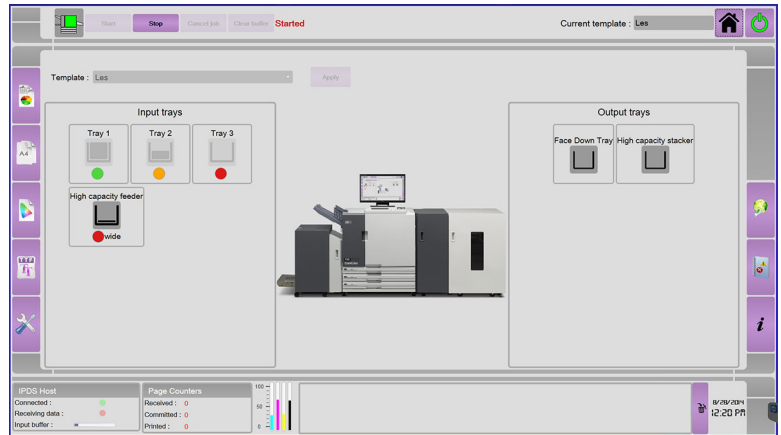 Start Stop Cancel job Clear buffer Started
Current template : Les
Template : Les Apply
Input trays
Tray 1 Tray 2 Tray 3
High capacity feeder
wide
Output trays
Face Down Tray High capacity stacker
A4
i
IPDS Host
Connected :
Receiving data :
Input buffer :
Page Counters
Received : 0
Committed : 0
Printed : 0
100
50
0
8/28/2014
12:20 PM